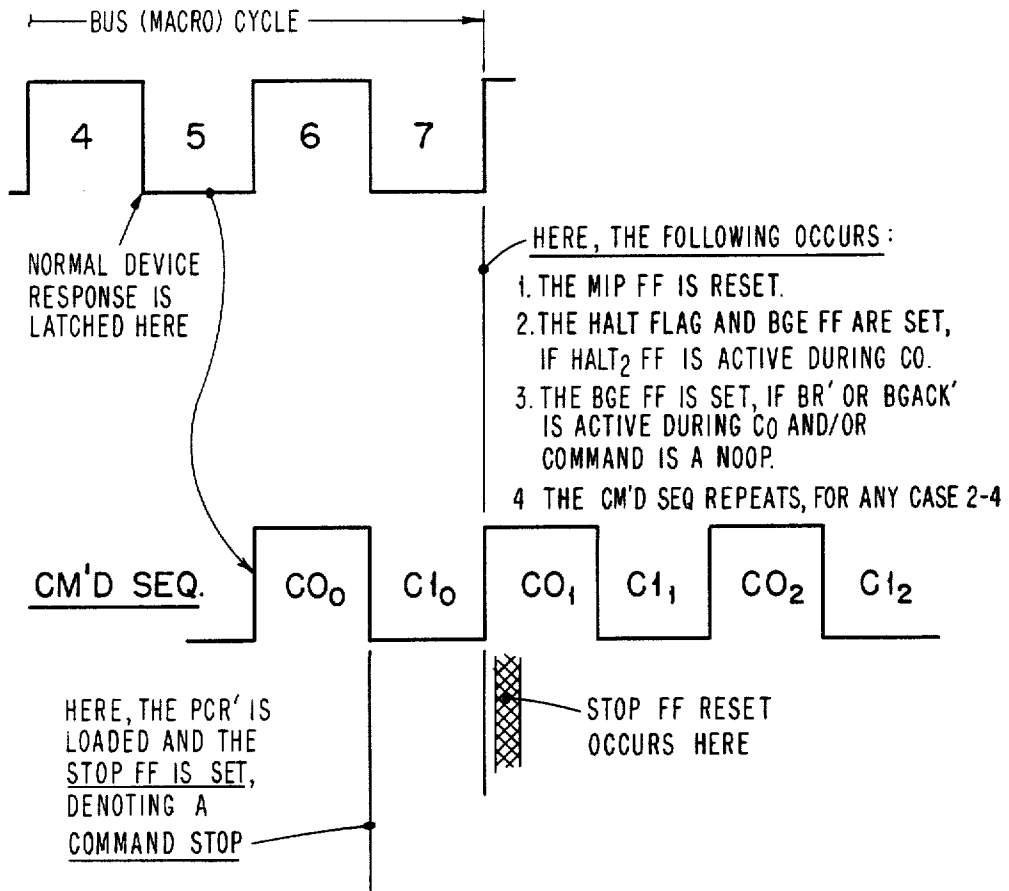 BUS (MACRO) CYCLE
4 5 6 7
NORMAL DEVICE
RESPONSE IS
LATCHED HERE
HERE, THE FOLLOWING OCCURS:
1. THE MIP FF IS RESET.
2. THE HALT FLAG AND BGE FF ARE SET,
IF HALT₂ FF IS ACTIVE DURING CO.
3. THE BGE FF IS SET, IF BR' OR BGACK'
IS ACTIVE DURING C0 AND/OR
COMMAND IS A NOOP.
4 THE CM'D SEQ REPEATS, FOR ANY CASE 2-4
CM'D SEQ. CO₀ C1₀ CO₁ C1₁ CO₂ C1₂
HERE, THE PCR' IS
LOADED AND THE
STOP FF IS SET,
DENOTING A
COMMAND STOP
STOP FF RESET
OCCURS HERE